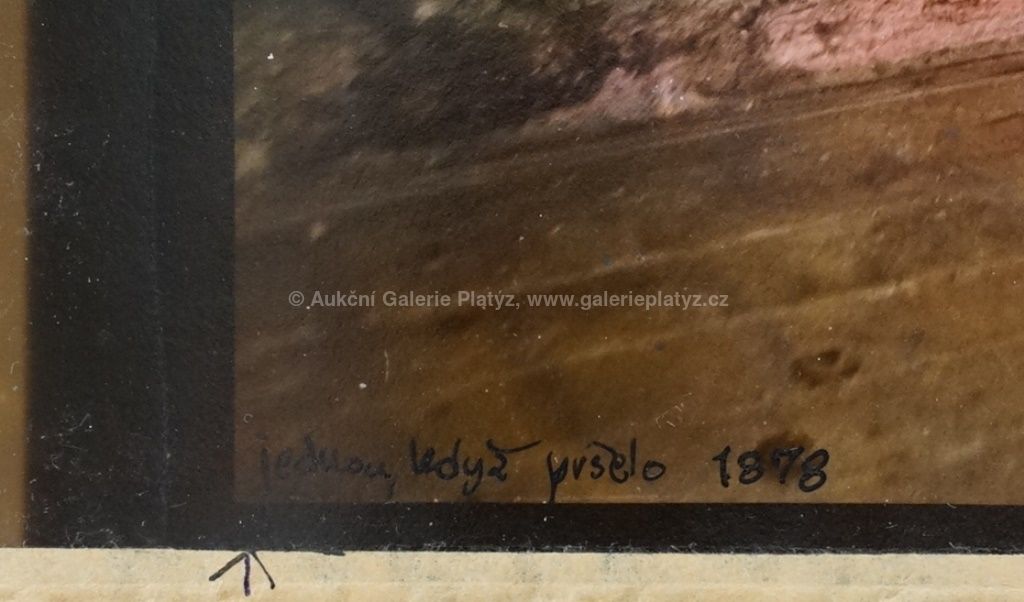 © Aukční Galerie Platýz, www.galerieplatyz.cz
jednou, když pršelo 1878